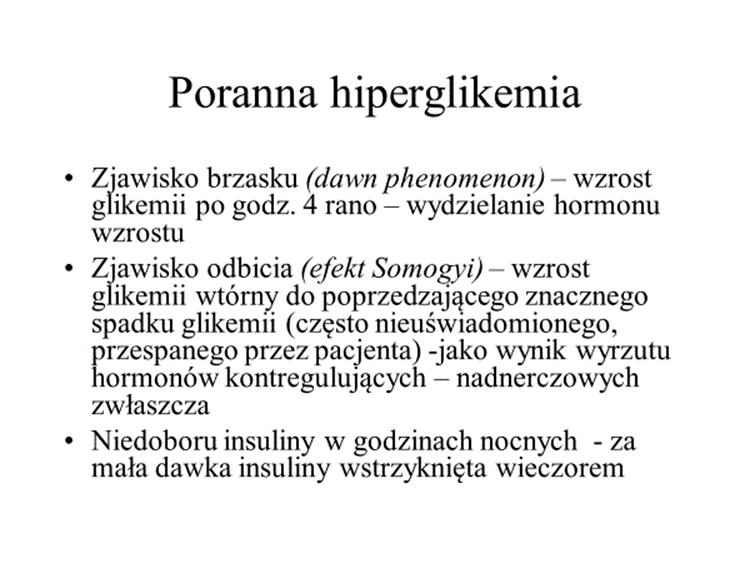 Poranna hiperglikemia
• Zjawisko brzasku (dawn phenomenon) – wzrost
glikemii po godz. 4 rano – wydzielanie hormonu
wzrostu
• Zjawisko odbicia (efekt Somogyi) – wzrost
glikemii wtórny do poprzedzającego znacznego
spadku glikemii (często nieuświadomionego,
przespanego przez pacjenta) -jako wynik wyrzutu
hormonów kontregulujących – nadnerczowych
zwłaszcza
• Niedoboru insuliny w godzinach nocnych - za
mała dawka insuliny wstrzyknięta wieczorem